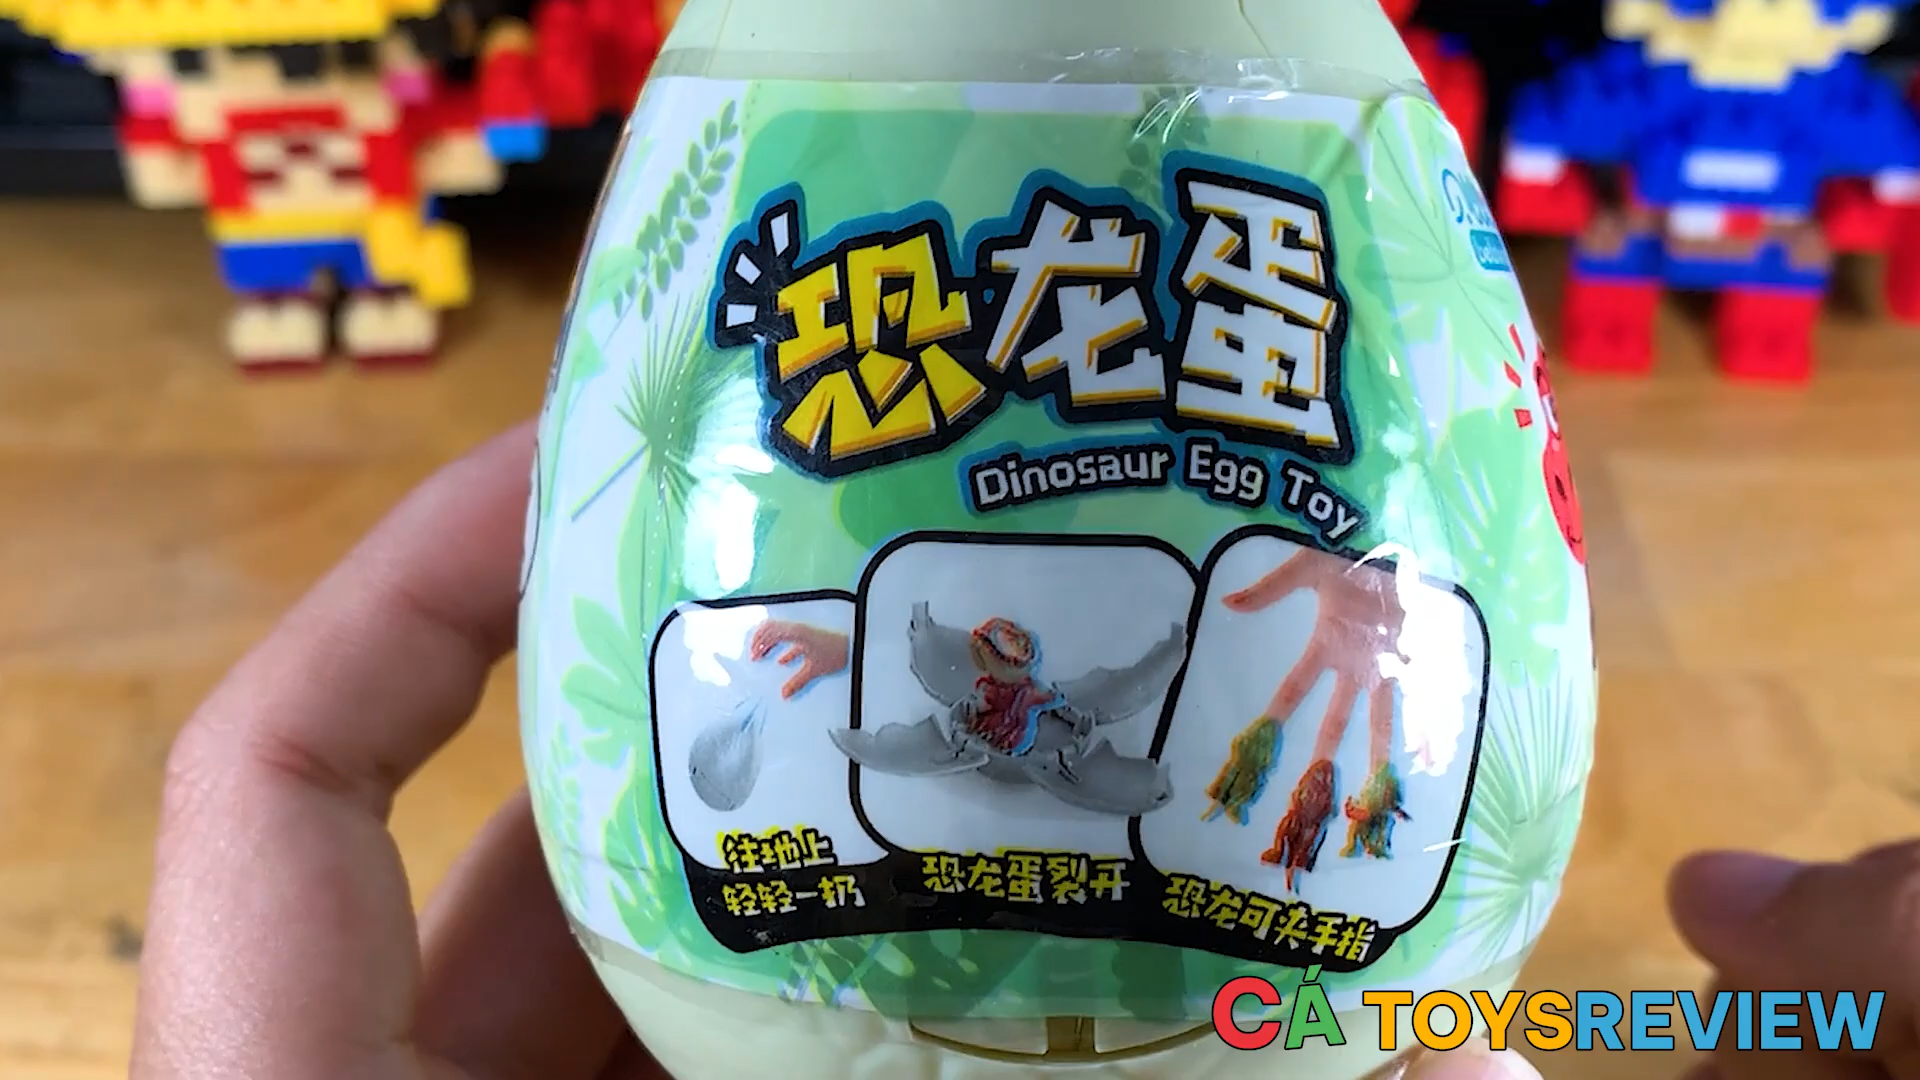 恐龙蛋
Dinosaur Egg Toy
往地上
轻轻一扔
恐龙蛋裂开
恐龙可夹手指
CÁ TOYSREVIEW